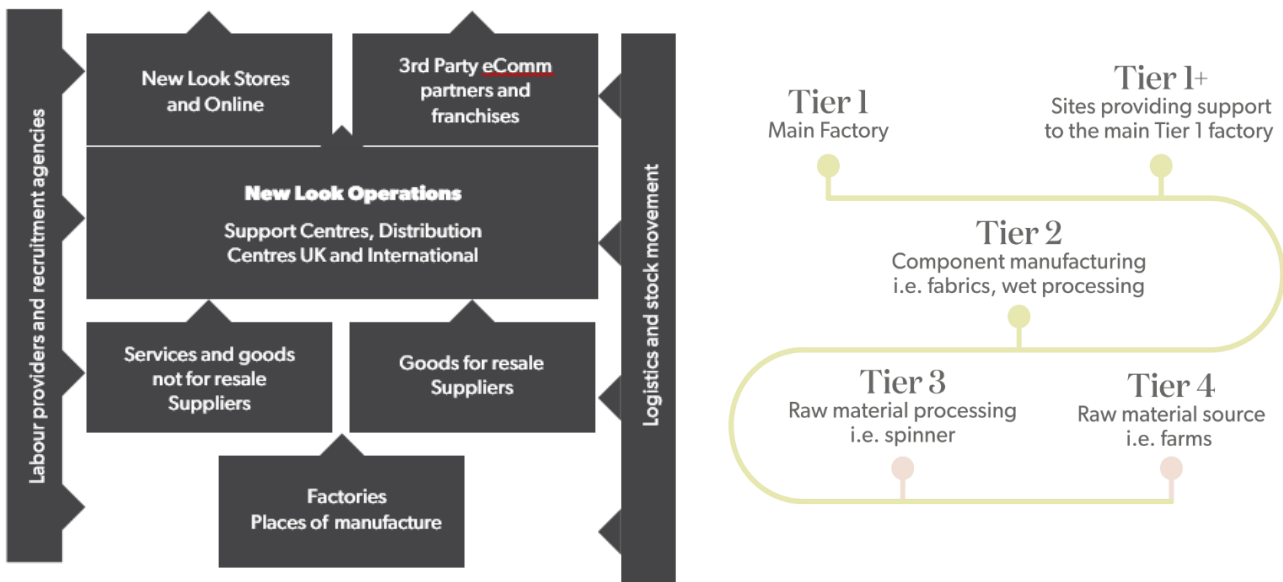 Labour providers and recruitment agencies
New Look Stores
and Online
3rd Party eComm
partners and
franchises
New Look Operations
Support Centres, Distribution
Centres UK and International
Services and goods
not for resale
Suppliers
Goods for resale
Suppliers
Factories
Places of manufacture
Logistics and stock movement
Tier 1
Main Factory
Tier 1+
Sites providing support
to the main Tier 1 factory
Tier 2
Component manufacturing
i.e. fabrics, wet processing
Tier 3
Raw material processing
i.e. spinner
Tier 4
Raw material source
i.e. farms